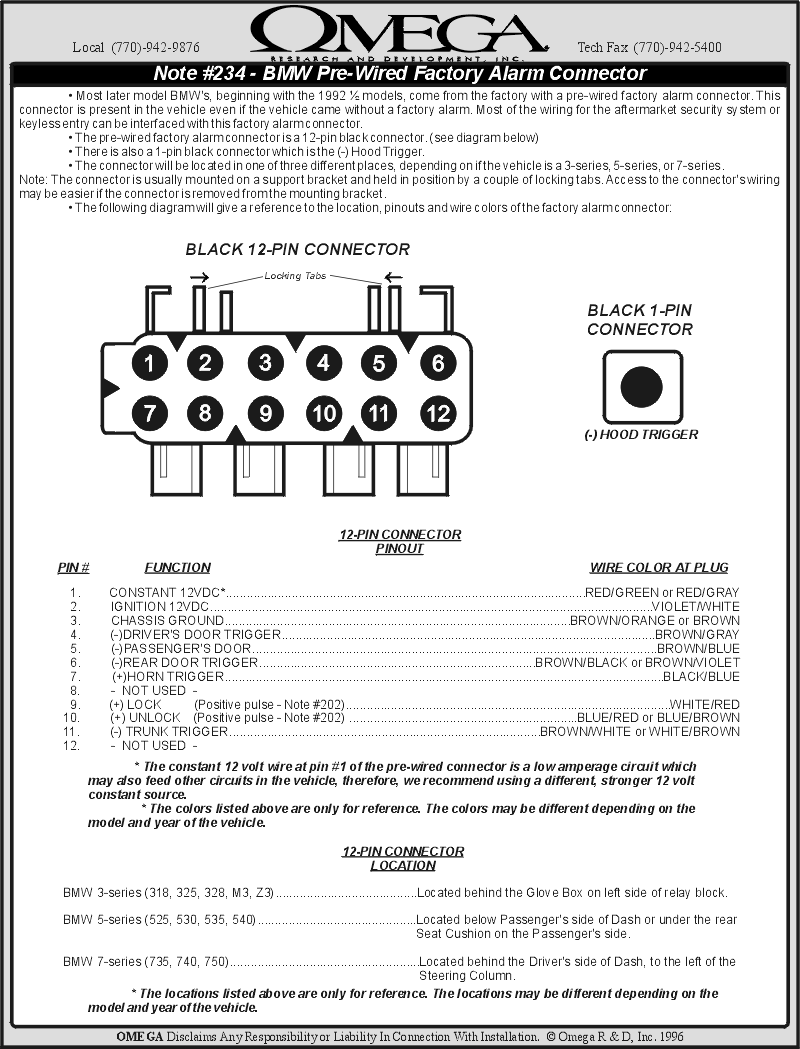 OMEGA
RESEARCH AND DEVELOPMENT, INC.
Local (770)-942-9876
Tech Fax (770)-942-5400
Note #234 - BMW Pre-Wired Factory Alarm Connector
• Most later model BMW's, beginning with the 1992 ½ models, come from the factory with a pre-wired factory alarm connector. This
connector is present in the vehicle even if the vehicle came without a factory alarm. Most of the wiring for the aftermarket security system or
keyless entry can be interfaced with this factory alarm connector.
• The pre-wired factory alarm connector is a 12-pin black connector. (see diagram below)
• There is also a 1-pin black connector which is the (-) Hood Trigger.
• The connector will be located in one of three different places, depending on if the vehicle is a 3-series, 5-series, or 7-series.
Note: The connector is usually mounted on a support bracket and held in position by a couple of locking tabs. Access to the connector's wiring
may be easier if the connector is removed from the mounting bracket.
• The following diagram will give a reference to the location, pinouts and wire colors of the factory alarm connector:
BLACK 12-PIN CONNECTOR
Locking Tabs
1 2 3 4 5 6
7 8 9 10 11 12
BLACK 1-PIN
CONNECTOR
(-) HOOD TRIGGER
12-PIN CONNECTOR
PINOUT
PIN # FUNCTION WIRE COLOR AT PLUG
1. CONSTANT 12VDC*........RED/GREEN or RED/GRAY
2. IGNITION 12VDC........VIOLET/WHITE
3. CHASSIS GROUND........BROWN/ORANGE or BROWN
4. (-)DRIVER'S DOOR TRIGGER........BROWN/GRAY
5. (-)PASSENGER'S DOOR........BROWN/BLUE
6. (-)REAR DOOR TRIGGER........BROWN/BLACK or BROWN/VIOLET
7. (+)HORN TRIGGER........BLACK/BLUE
8. - NOT USED -
9. (+) LOCK (Positive pulse - Note #202)........WHITE/RED
10. (+) UNLOCK (Positive pulse - Note #202)........BLUE/RED or BLUE/BROWN
11. (-) TRUNK TRIGGER........BROWN/WHITE or WHITE/BROWN
12. - NOT USED -
* The constant 12 volt wire at pin #1 of the pre-wired connector is a low amperage circuit which
may also feed other circuits in the vehicle, therefore, we recommend using a different, stronger 12 volt
constant source.
* The colors listed above are only for reference. The colors may be different depending on the
model and year of the vehicle.
12-PIN CONNECTOR
LOCATION
BMW 3-series (318, 325, 328, M3, Z3)........Located behind the Glove Box on left side of relay block.
BMW 5-series (525, 530, 535, 540)........Located below Passenger's side of Dash or under the rear
Seat Cushion on the Passenger's side.
BMW 7-series (735, 740, 750)........Located behind the Driver's side of Dash, to the left of the
Steering Column.
* The locations listed above are only for reference. The locations may be different depending on the
model and year of the vehicle.
OMEGA Disclaims Any Responsibility or Liability In Connection With Installation. © Omega R & D, Inc. 1996